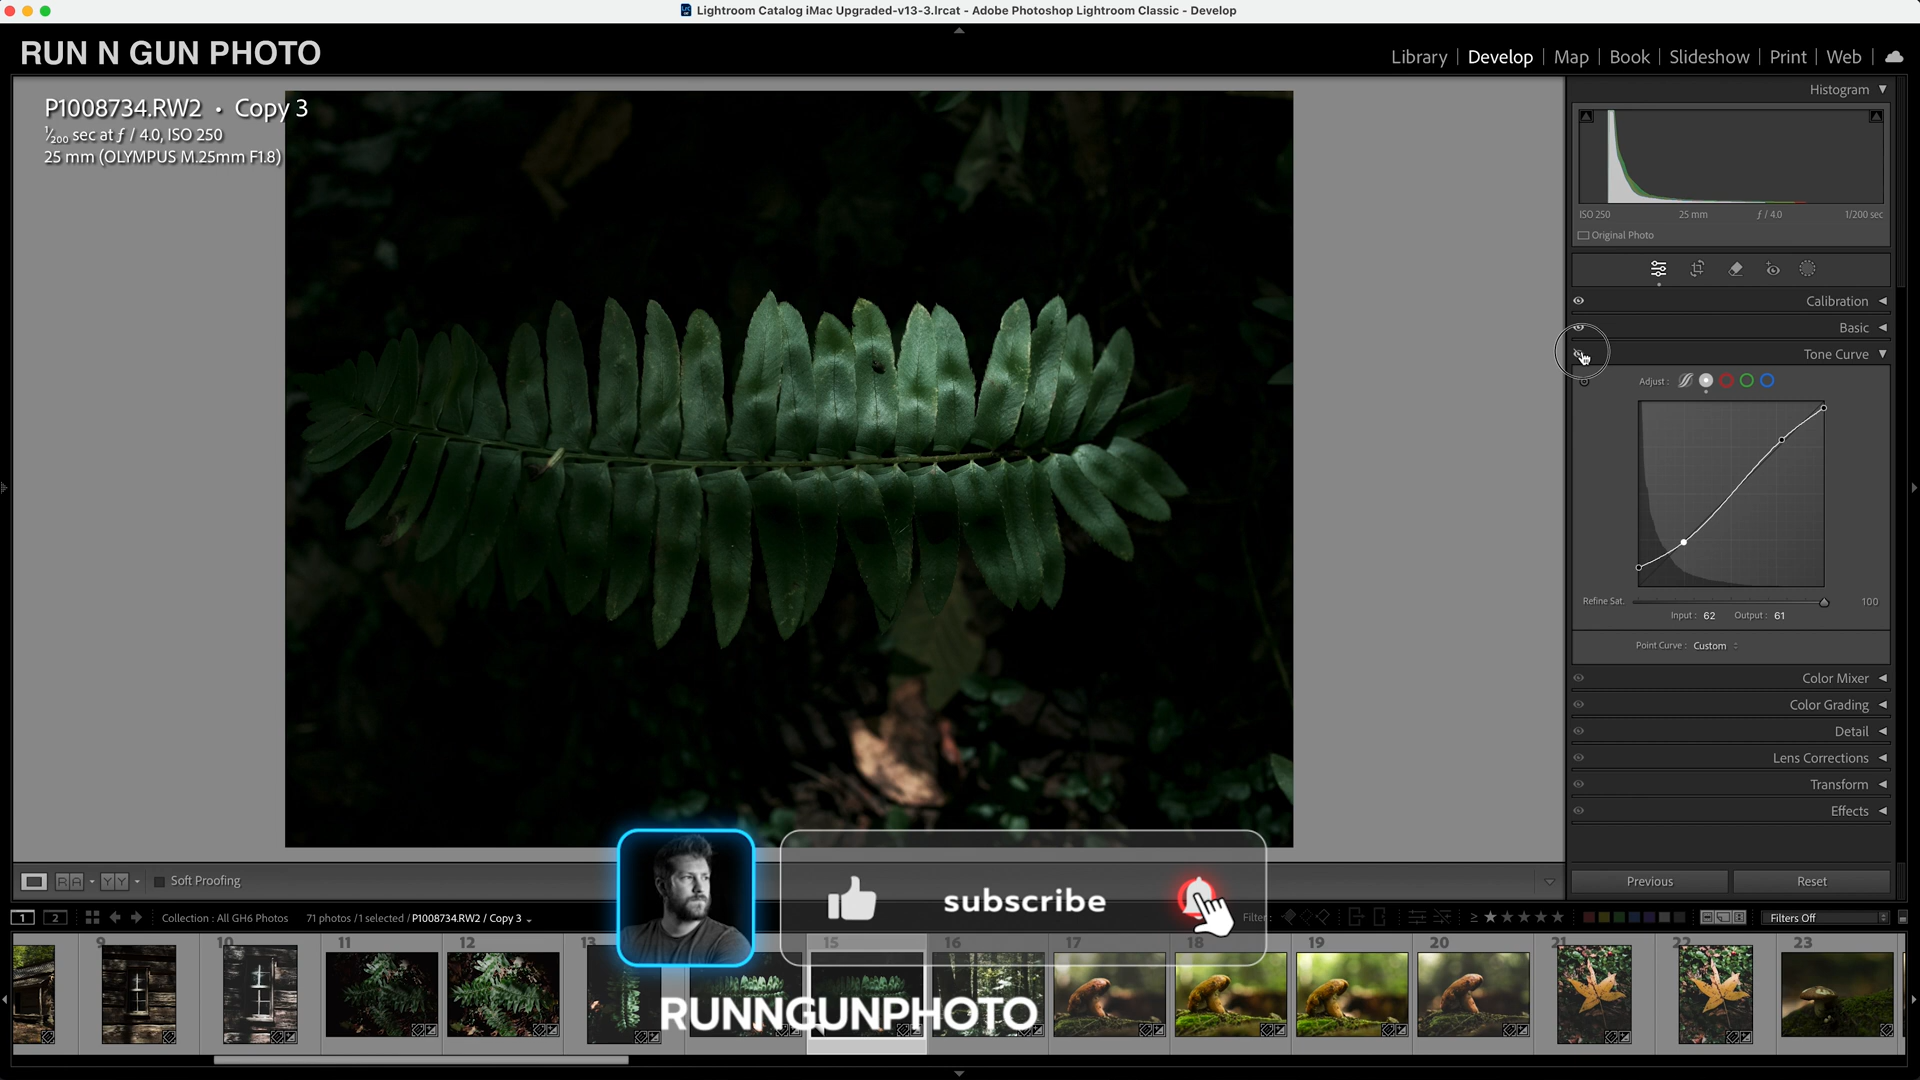 Lightroom Catalog iMac Upgraded-v13-3.lrcat - Adobe Photoshop Lightroom Classic - Develop
RUN N GUN PHOTO
Library | Develop | Map | Book | Slideshow | Print | Web
P1008734.RW2 • Copy 3
1/200 sec at ƒ / 4.0, ISO 250
25 mm (OLYMPUS M.25mm F1.8)
Histogram
ISO 250 25 mm ƒ / 4.0 1/200 sec
Original Photo
Calibration
Basic
Tone Curve
Adjust :
Refine Sat. 100
Input : 62 Output : 61
Point Curve : Custom
Color Mixer
Color Grading
Detail
Lens Corrections
Transform
Effects
Previous Reset
Soft Proofing
subscribe
1 2 Collection : All GH6 Photos 71 photos / 1 selected / P1008734.RW2 / Copy 3
Filter : Filters Off
9 10 11 12 13 15 16 17 18 19 20 21 22 23
RUNNGUNPHOTO